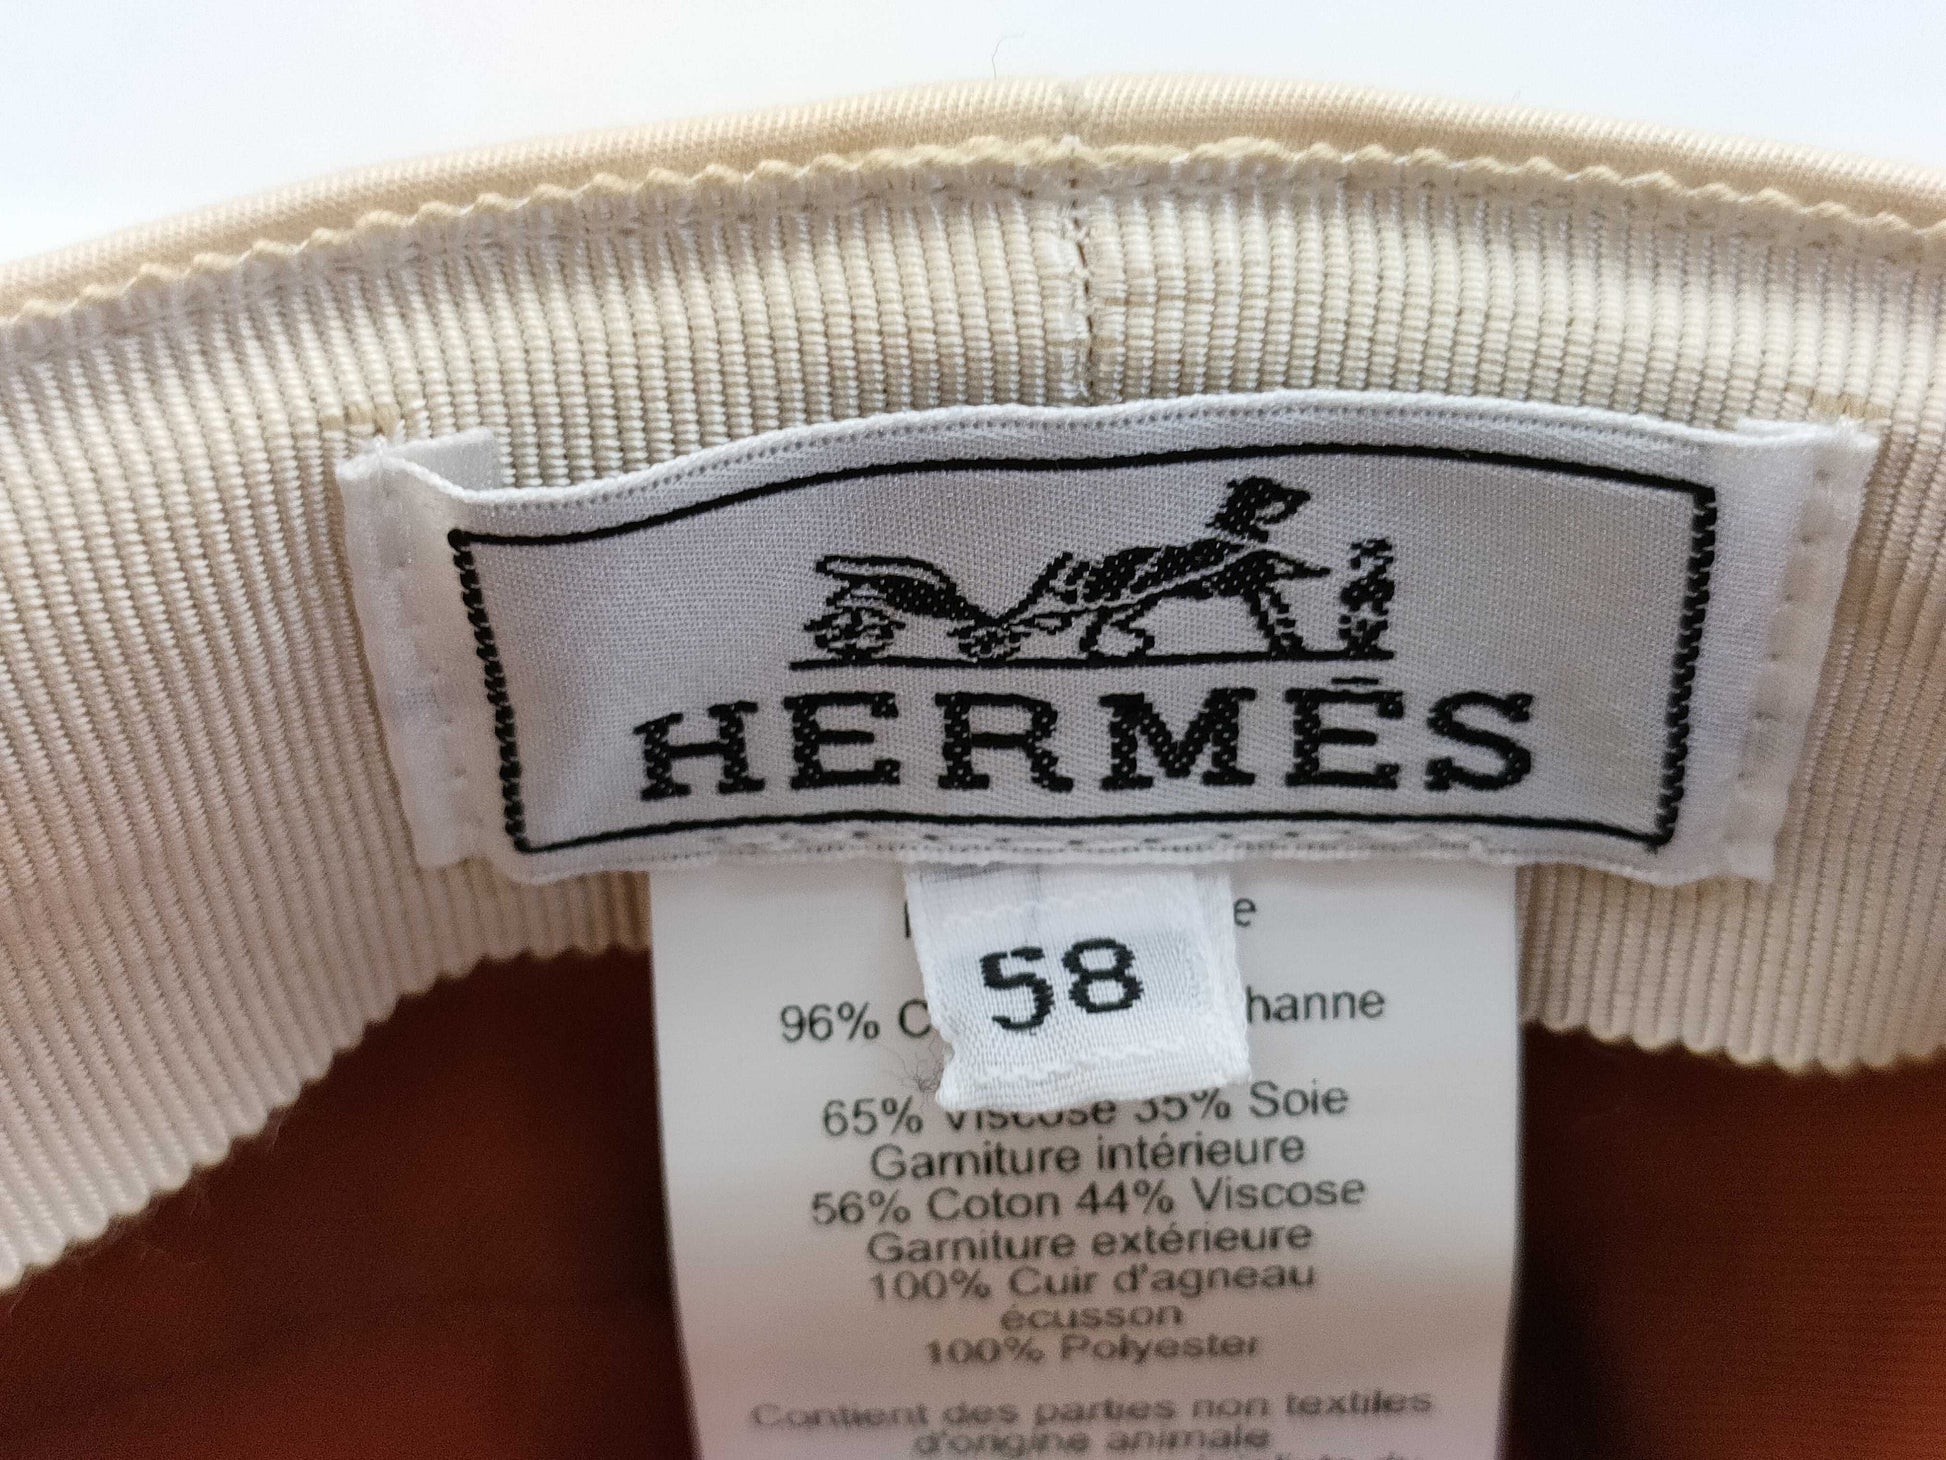 HERMÈS
58
96%
65% Viscose 35% Soie
Garniture intérieure
56% Coton 44% Viscose
Garniture extérieure
100% Cuir d'agneau
écusson
100% Polyester
Contient des parties non textiles
d'origine animale